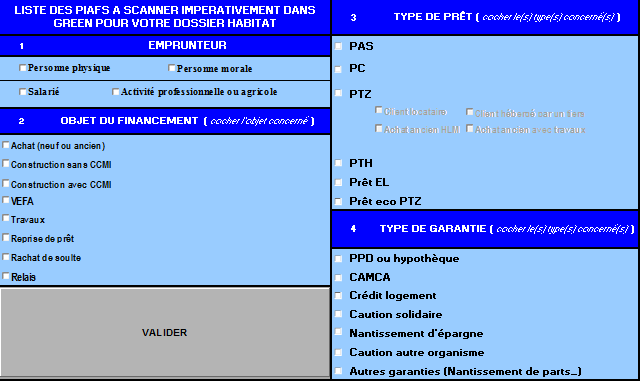 LISTE DES PIAFS A SCANNER IMPERATIVEMENT DANS
GREEN POUR VOTRE DOSSIER HABITAT
1 EMPRUNTEUR
Personne physique Personne morale
Salarié Activité professionnelle ou agricole
2 OBJET DU FINANCEMENT ( cocher l'objet concerné )
Achat (neuf ou ancien)
Construction sans CCMI
Construction avec CCMI
VEFA
Travaux
Reprise de prêt
Rachat de soulte
Relais
VALIDER
3 TYPE DE PRÊT ( cocher le(s) type(s) concerné(s) )
PAS
PC
PTZ
Client locataire Client hébergé par un tiers
Achat ancien HLM Achat ancien avec travaux
PTH
Prêt EL
Prêt eco PTZ
4 TYPE DE GARANTIE ( cocher le(s) type(s) concerné(s) )
PPD ou hypothèque
CAMCA
Crédit logement
Caution solidaire
Nantissement d'épargne
Caution autre organisme
Autres garanties (Nantissement de parts...)